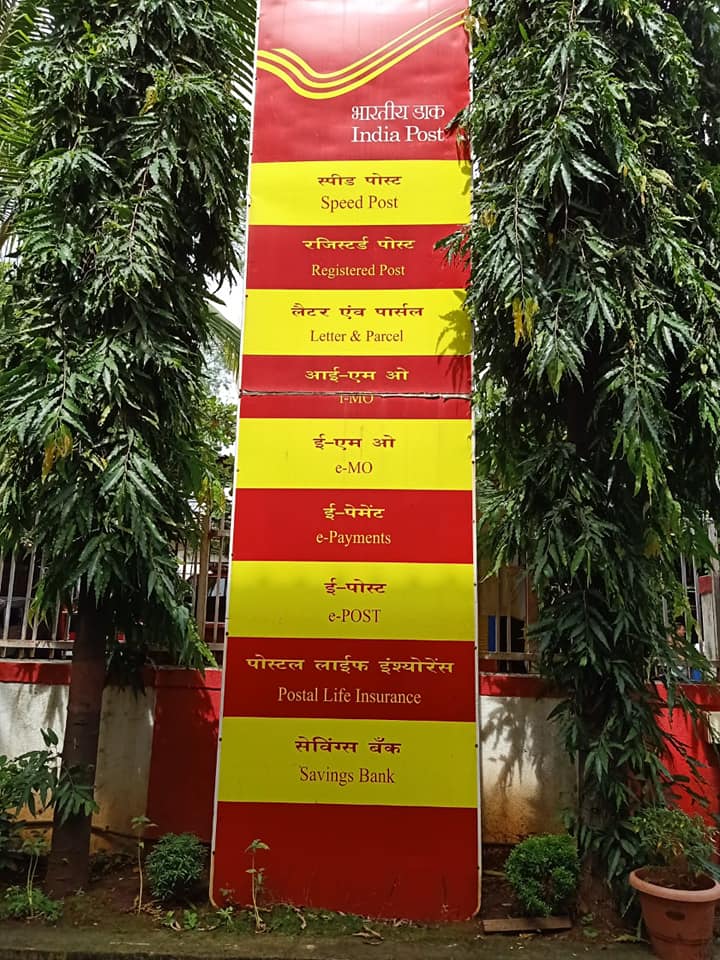 भारतीय डाक
India Post
स्पीड पोस्ट
Speed Post
रजिस्टर्ड पोस्ट
Registered Post
लैटर एंव पार्सल
Letter & Parcel
आई-एम ओ
i-MO
ई-एम ओ
e-MO
ई-पेमेंट
e-Payments
ई-पोस्ट
e-POST
पोस्टल लाईफ इंश्योरेंस
Postal Life Insurance
सेविंग्स बैंक
Savings Bank